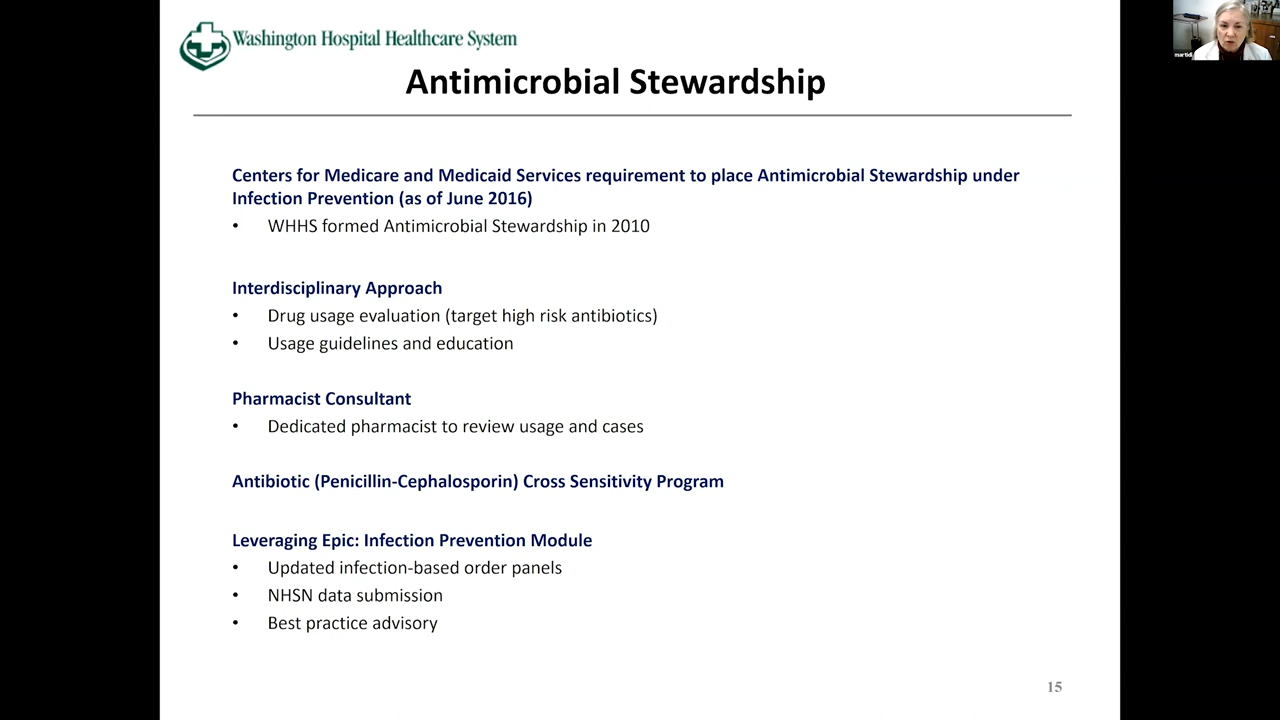 Washington Hospital Healthcare System
Antimicrobial Stewardship
Centers for Medicare and Medicaid Services requirement to place Antimicrobial Stewardship under
Infection Prevention (as of June 2016)
• WHHS formed Antimicrobial Stewardship in 2010
Interdisciplinary Approach
• Drug usage evaluation (target high risk antibiotics)
• Usage guidelines and education
Pharmacist Consultant
• Dedicated pharmacist to review usage and cases
Antibiotic (Penicillin-Cephalosporin) Cross Sensitivity Program
Leveraging Epic: Infection Prevention Module
• Updated infection-based order panels
• NHSN data submission
• Best practice advisory
15